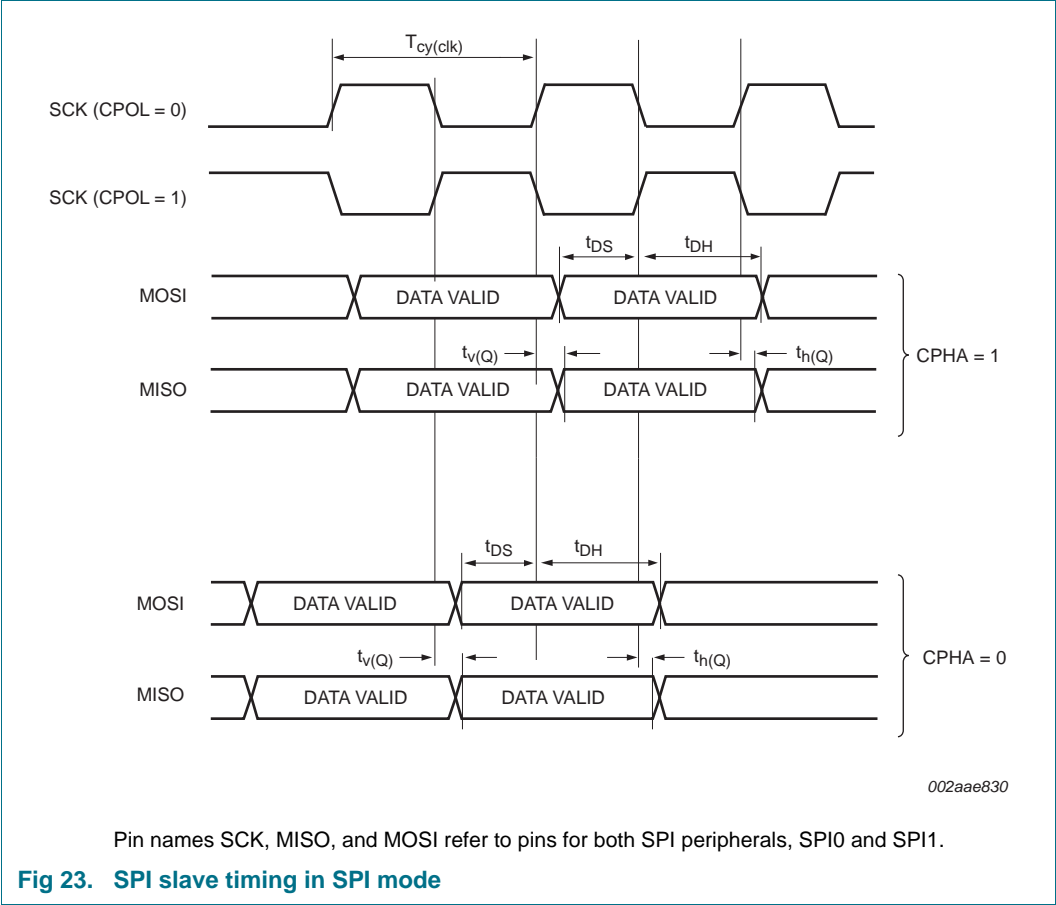 Tcy(clk)
SCK (CPOL = 0)
SCK (CPOL = 1)
tDS tDH
MOSI DATA VALID DATA VALID
tv(Q) th(Q)
CPHA = 1
MISO DATA VALID DATA VALID
tDS tDH
MOSI DATA VALID DATA VALID
tv(Q) th(Q)
CPHA = 0
MISO DATA VALID DATA VALID
002aae830
Pin names SCK, MISO, and MOSI refer to pins for both SPI peripherals, SPI0 and SPI1.
Fig 23. SPI slave timing in SPI mode